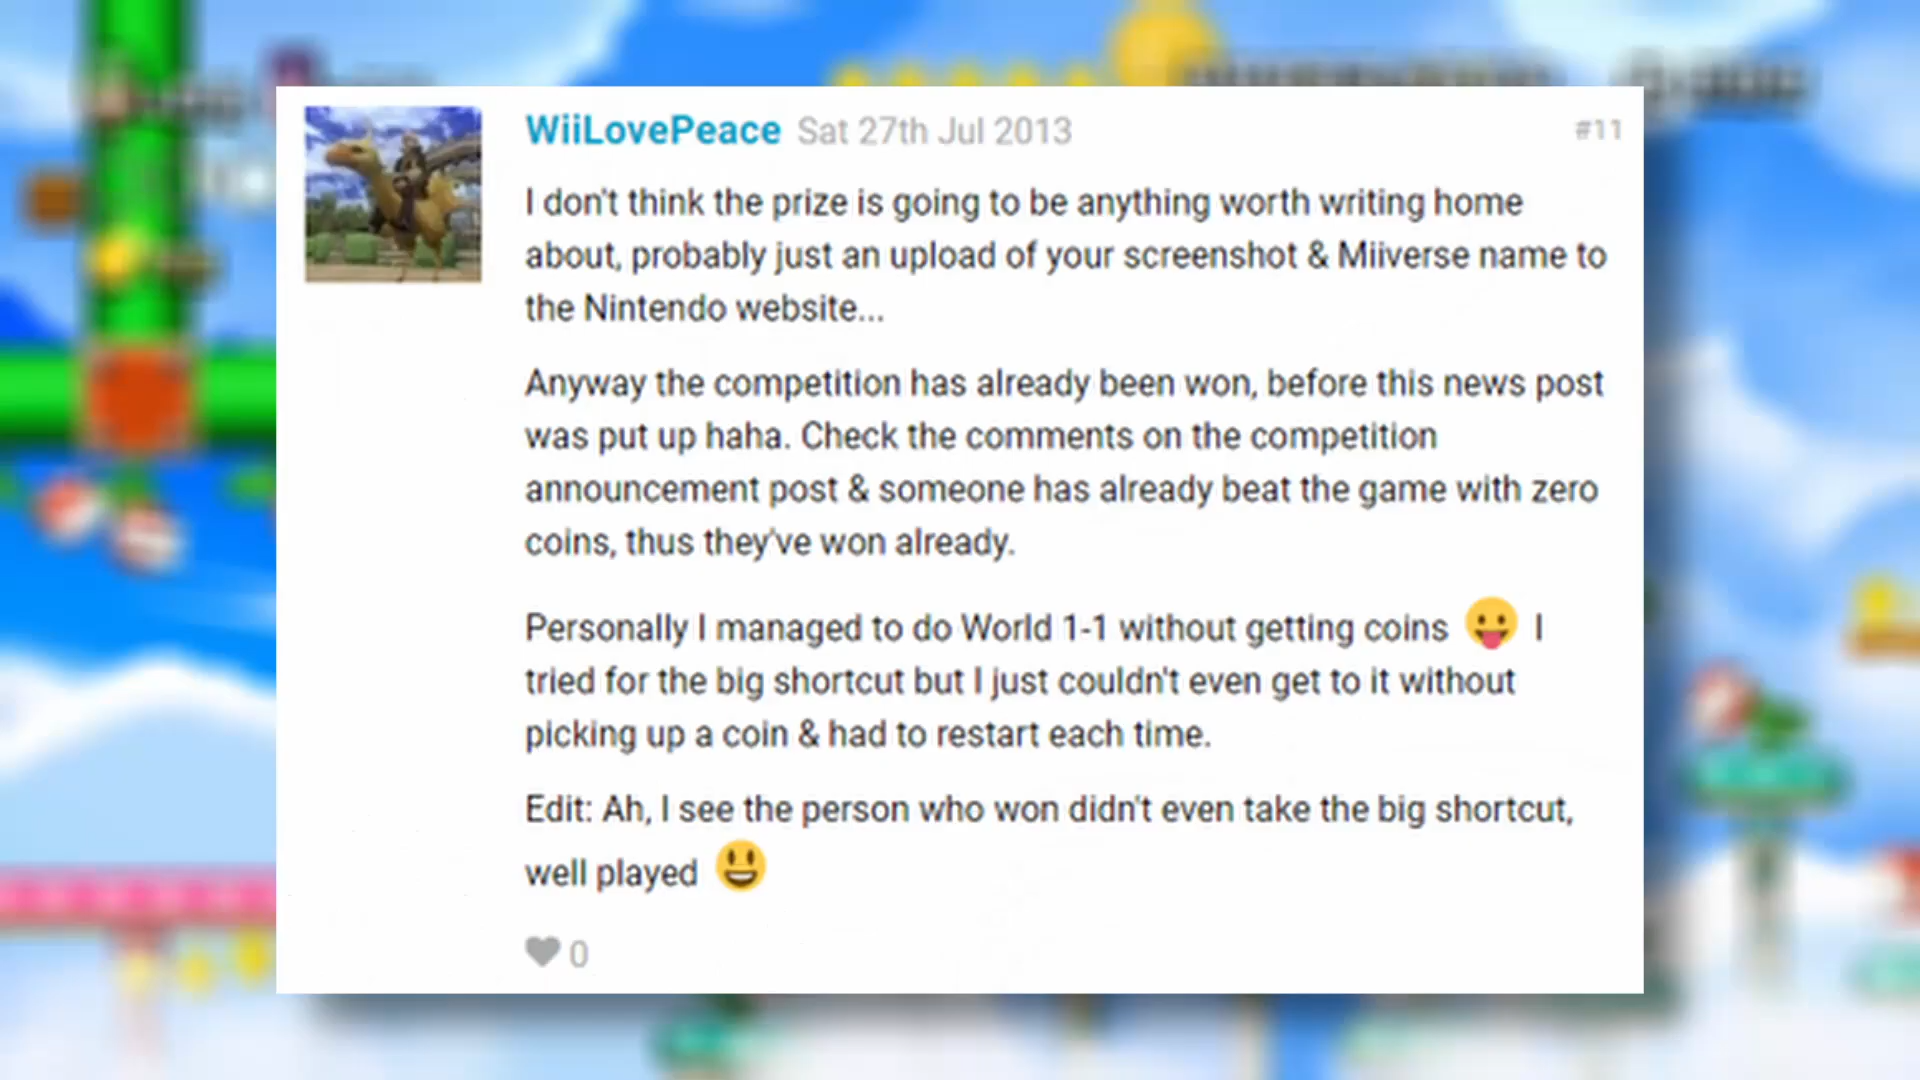 WiiLovePeace Sat 27th Jul 2013 #11
I don't think the prize is going to be anything worth writing home
about, probably just an upload of your screenshot & Miiverse name to
the Nintendo website...
Anyway the competition has already been won, before this news post
was put up haha. Check the comments on the competition
announcement post & someone has already beat the game with zero
coins, thus they've won already.
Personally I managed to do World 1-1 without getting coins 😛 I
tried for the big shortcut but I just couldn't even get to it without
picking up a coin & had to restart each time.
Edit: Ah, I see the person who won didn't even take the big shortcut,
well played 😃
0